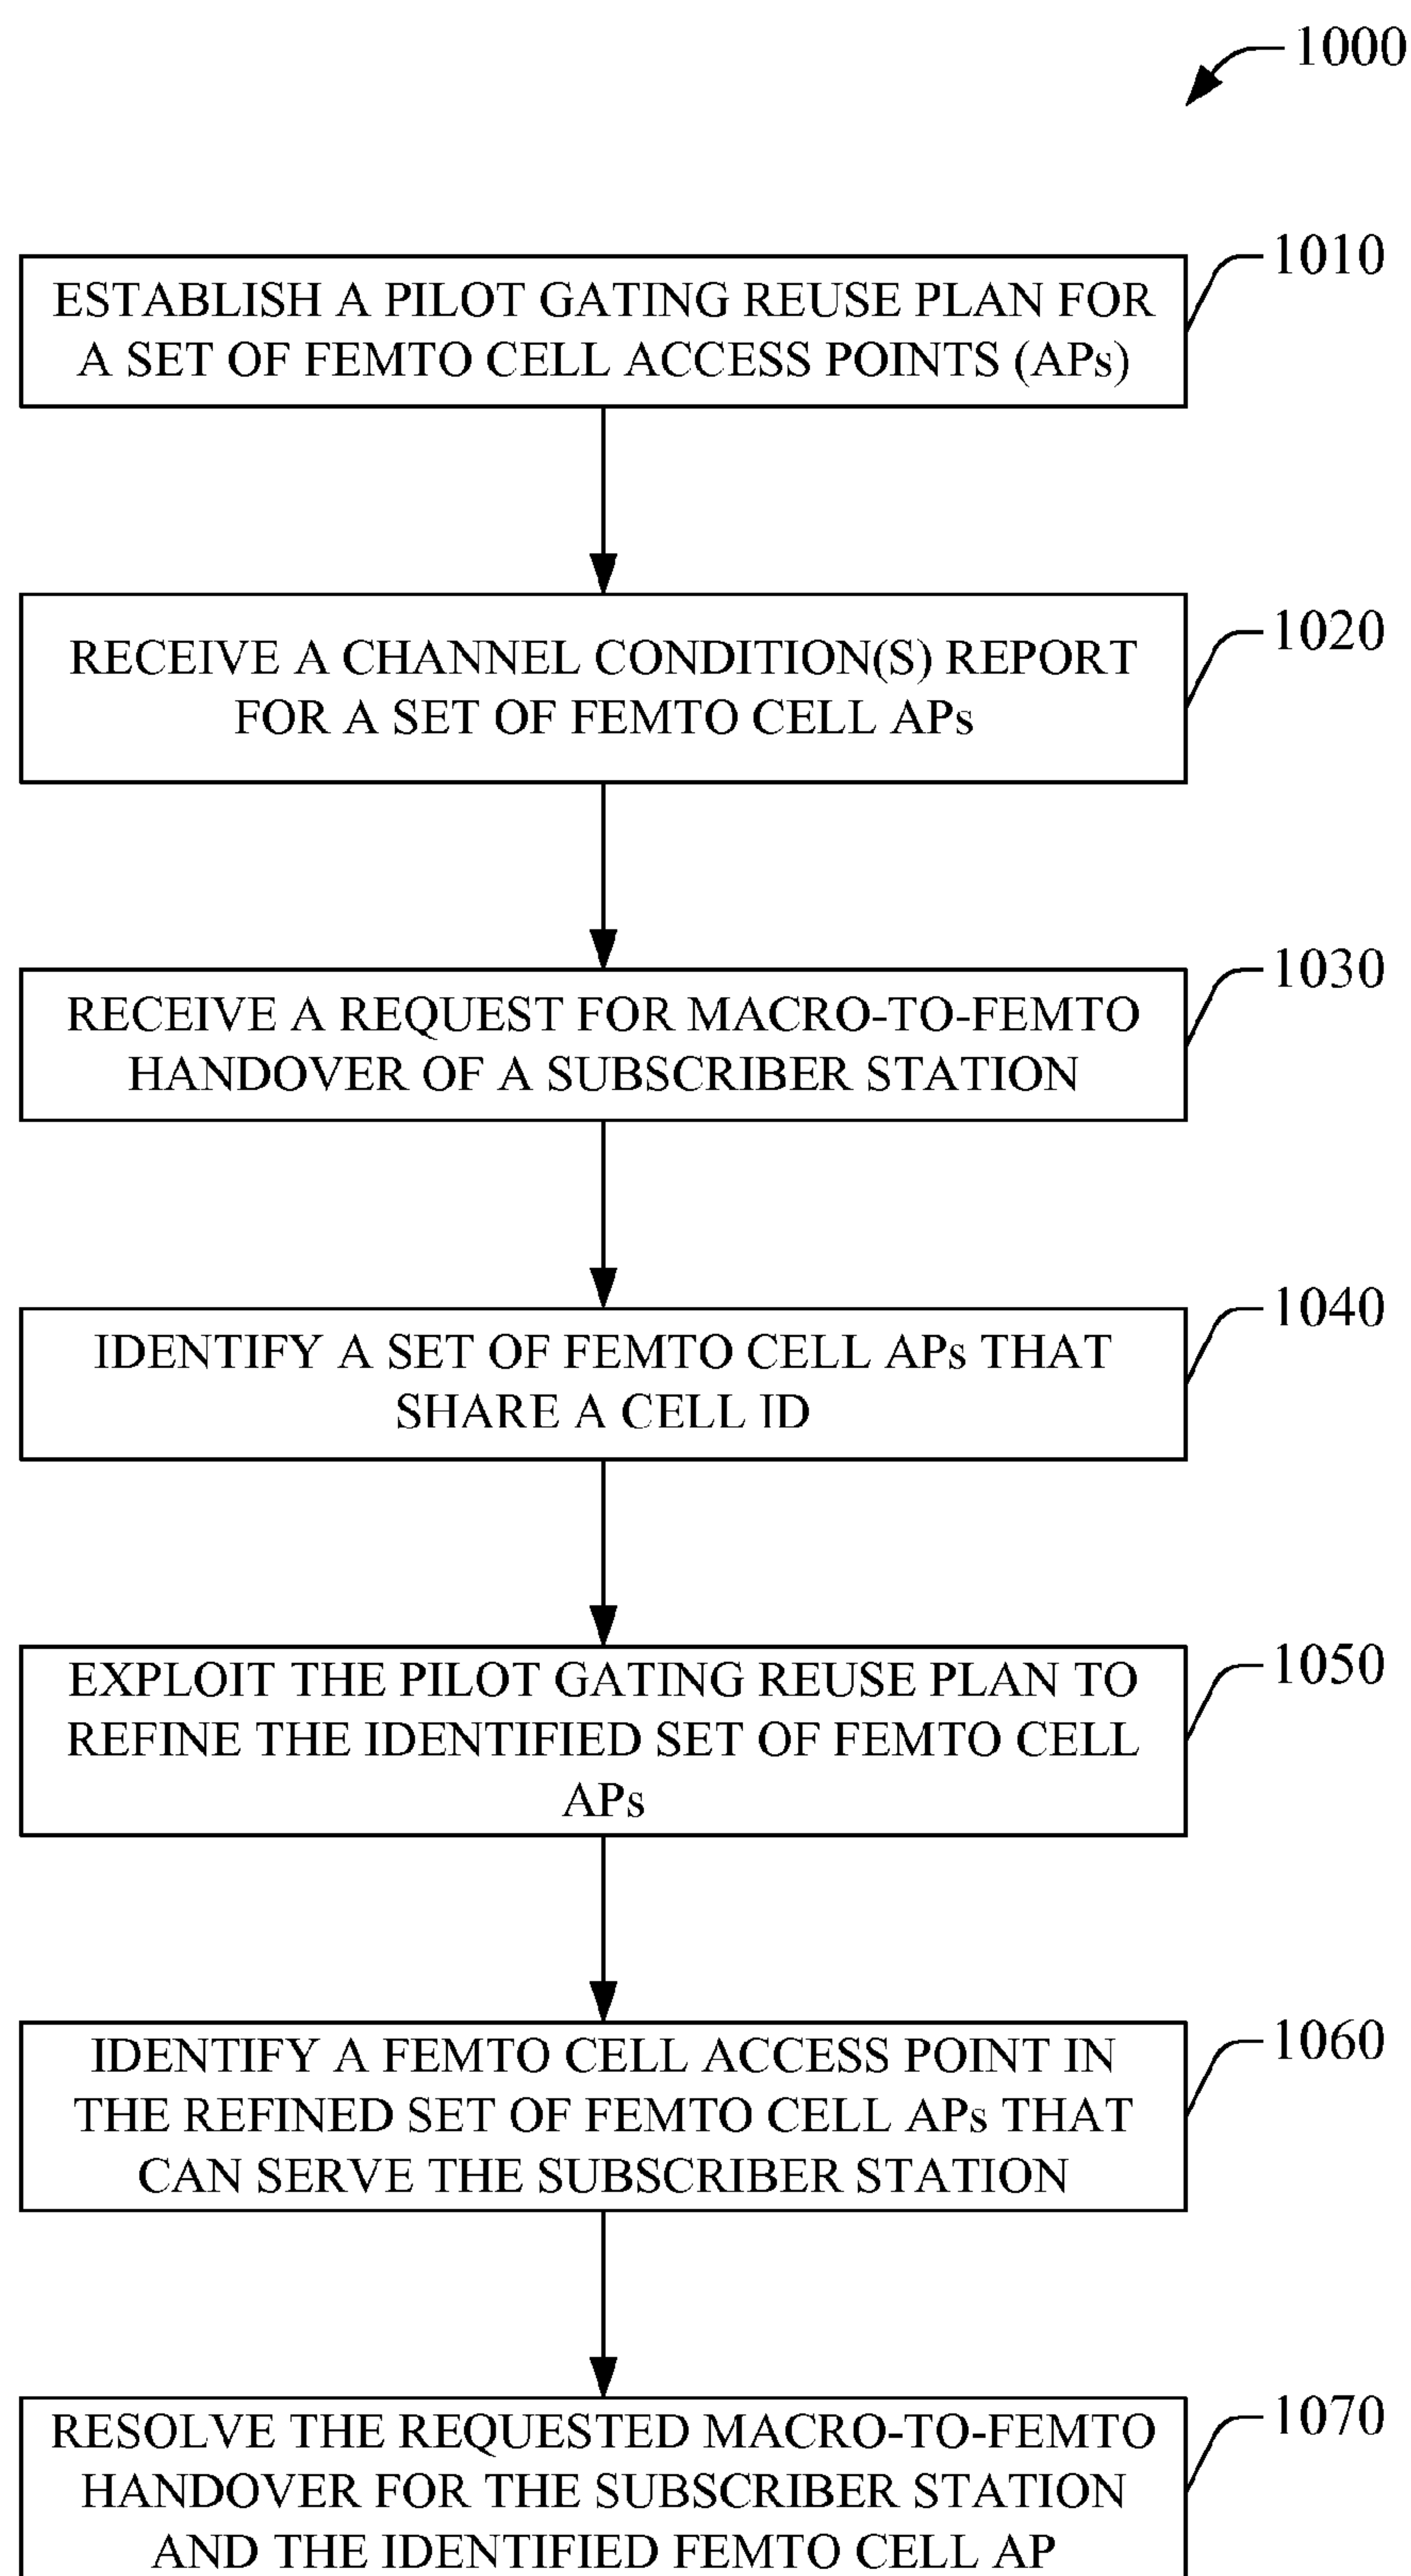 1000
1010
ESTABLISH A PILOT GATING REUSE PLAN FOR
A SET OF FEMTO CELL ACCESS POINTS (APs)
1020
RECEIVE A CHANNEL CONDITION(S) REPORT
FOR A SET OF FEMTO CELL APs
1030
RECEIVE A REQUEST FOR MACRO-TO-FEMTO
HANDOVER OF A SUBSCRIBER STATION
1040
IDENTIFY A SET OF FEMTO CELL APs THAT
SHARE A CELL ID
1050
EXPLOIT THE PILOT GATING REUSE PLAN TO
REFINE THE IDENTIFIED SET OF FEMTO CELL
APs
1060
IDENTIFY A FEMTO CELL ACCESS POINT IN
THE REFINED SET OF FEMTO CELL APs THAT
CAN SERVE THE SUBSCRIBER STATION
1070
RESOLVE THE REQUESTED MACRO-TO-FEMTO
HANDOVER FOR THE SUBSCRIBER STATION
AND THE IDENTIFIED FEMTO CELL AP